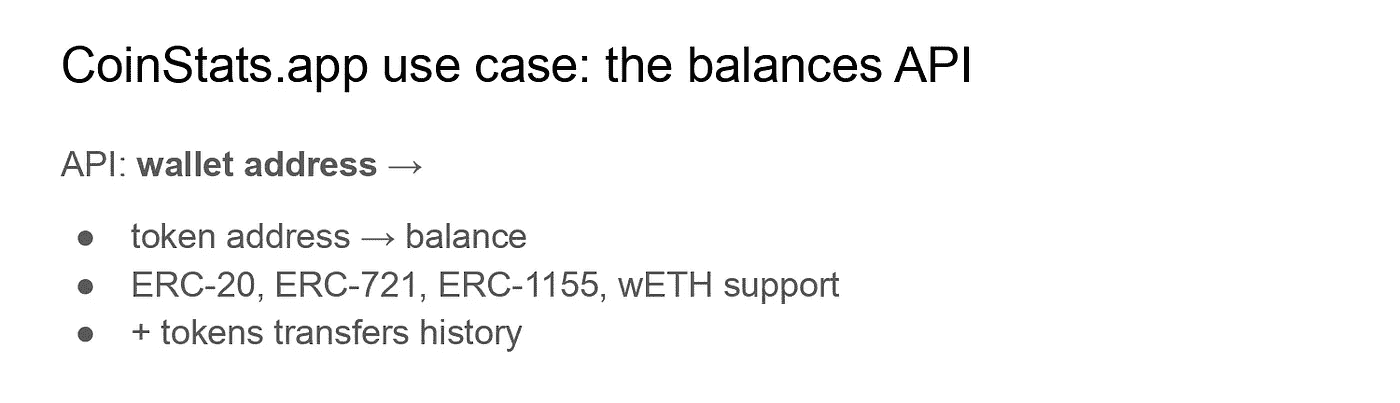 CoinStats.app use case: the balances API
API: wallet address →
● token address → balance
● ERC-20, ERC-721, ERC-1155, wETH support
● + tokens transfers history